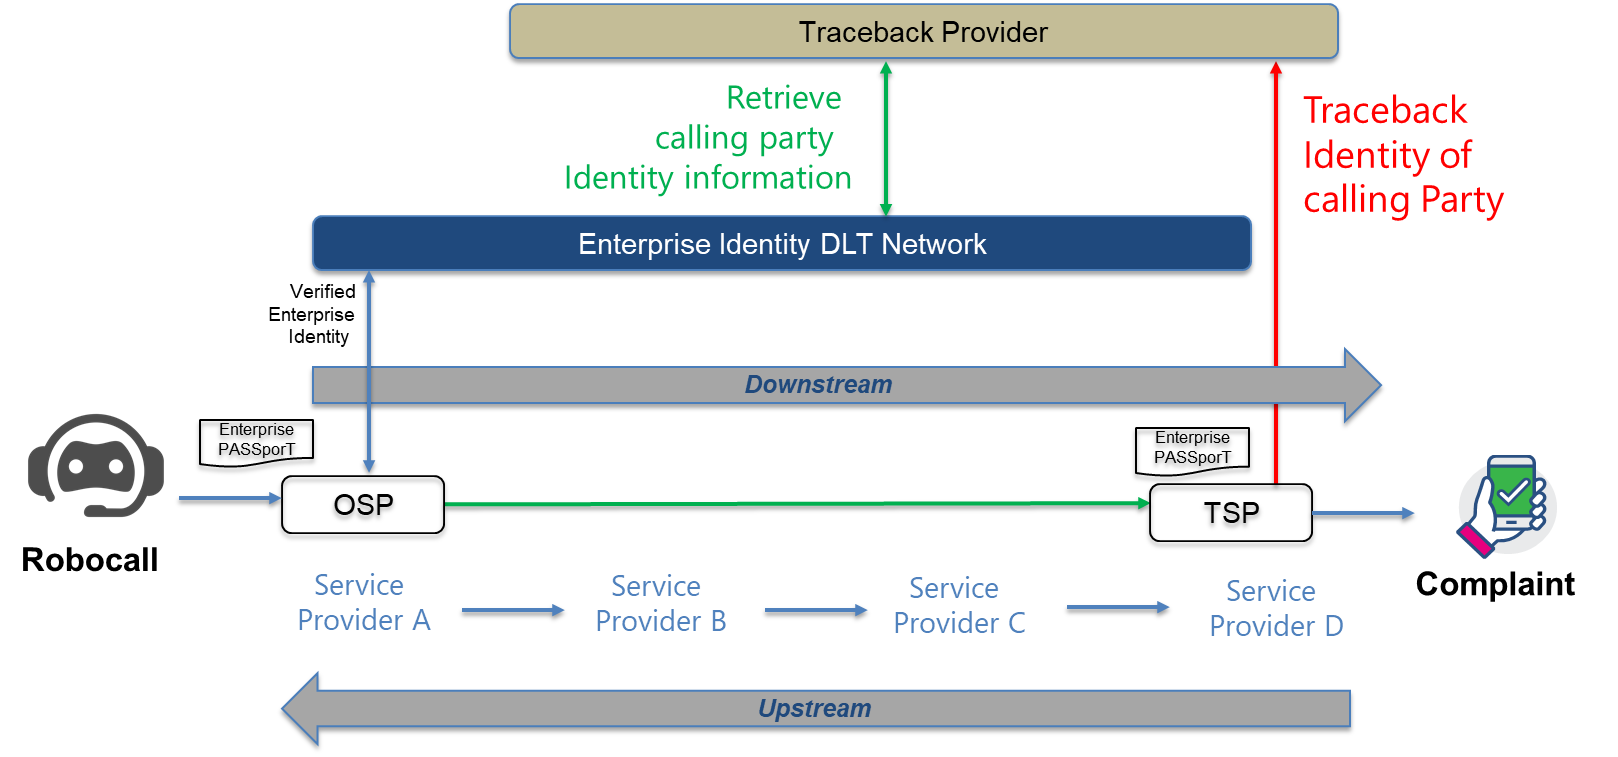 Traceback Provider
Retrieve
calling party
Identity information
Traceback
Identity of
calling Party
Enterprise Identity DLT Network
Verified
Enterprise
Identity
Downstream
Enterprise
PASSporT
Enterprise
PASSporT
OSP
TSP
Robocall
Complaint
Service
Provider A
Service
Provider B
Service
Provider C
Service
Provider D
Upstream